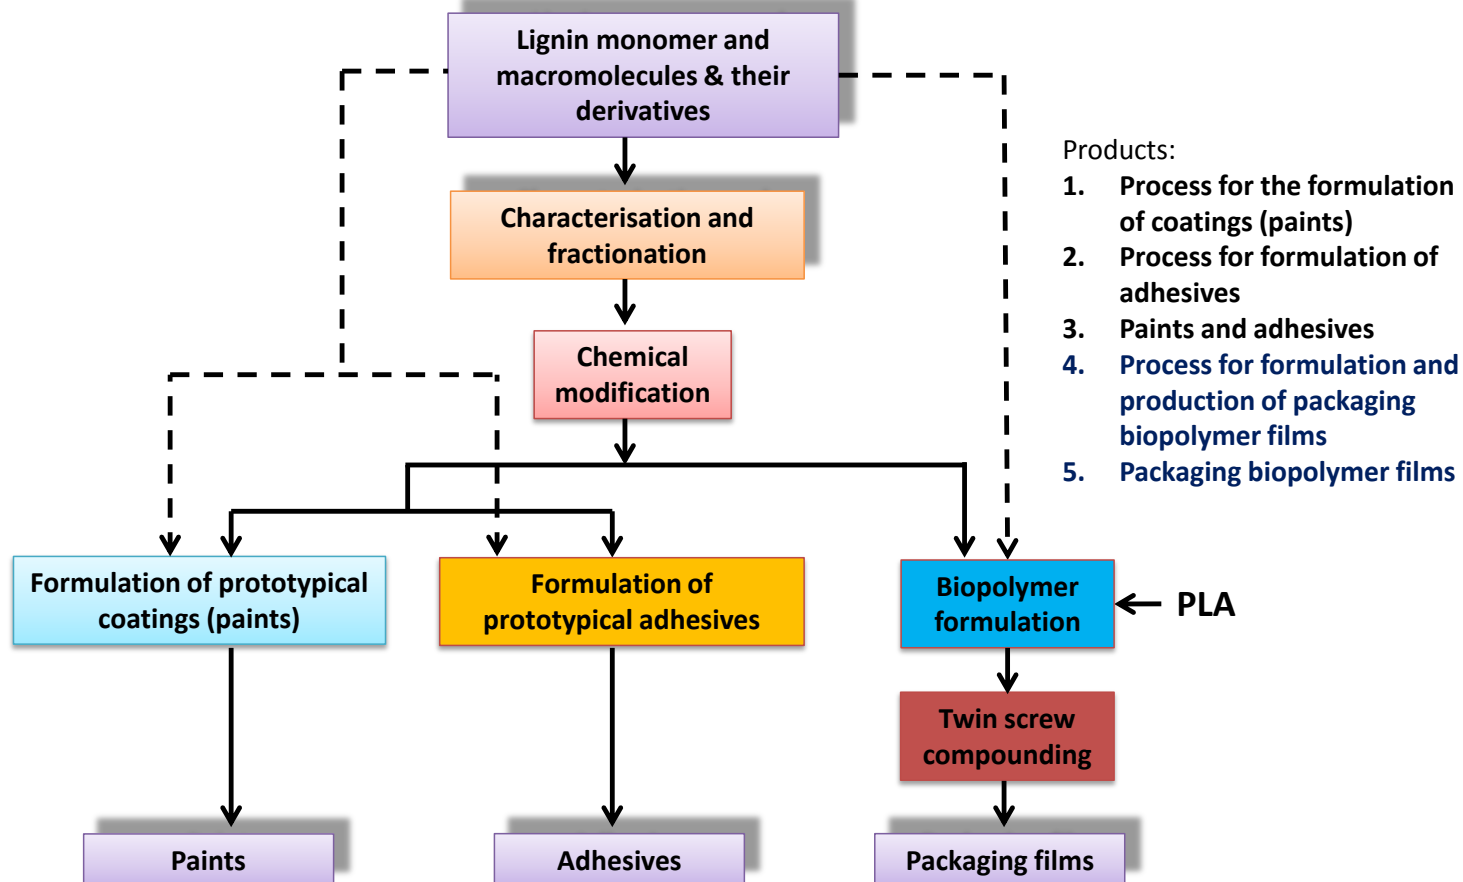 Lignin monomer and
macromolecules & their
derivatives
Characterisation and
fractionation
Chemical
modification
Products:
1. Process for the formulation
of coatings (paints)
2. Process for formulation of
adhesives
3. Paints and adhesives
4. Process for formulation and
production of packaging
biopolymer films
5. Packaging biopolymer films
Formulation of prototypical
coatings (paints)
Formulation of
prototypical adhesives
Biopolymer
formulation
PLA
Twin screw
compounding
Paints
Adhesives
Packaging films